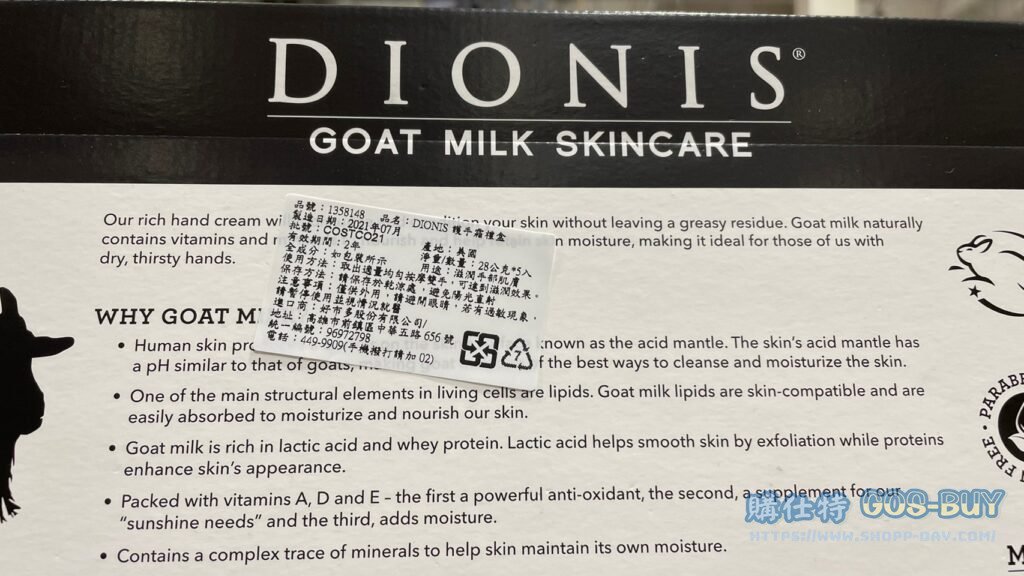 DIONIS®
GOAT MILK SKINCARE
Our rich hand cream wi your skin without leaving a greasy residue. Goat milk naturally
contains vitamins and n moisture, making it ideal for those of us with
dry, thirsty hands.
品號：1358148 品名：DIONIS 護手霜禮盒
製造日期：2021年07月
批號：COSTCO21
有效期間：2年 產地：美國
全成分：如包裝所示 淨重/數量：28公克*5入
用途：滋潤手部肌膚
使用方法：取出適量均勻按摩雙手，可達到滋潤效果。
保存方法：請保存於乾涼處，避免陽光直射
注意事項：僅供外用，請避開眼睛，若有過敏現象，
請暫停使用並視情況就醫
進口商：好市多股份有限公司/
地址：高雄市前鎮區中華五路 656 號
統一編號：96972798
電話：449-9909(手機撥打請加 02)
7
WHY GOAT MI
• Human skin pro known as the acid mantle. The skin's acid mantle has
a pH similar to that of goats, f the best ways to cleanse and moisturize the skin.
• One of the main structural elements in living cells are lipids. Goat milk lipids are skin-compatible and are
easily absorbed to moisturize and nourish our skin.
• Goat milk is rich in lactic acid and whey protein. Lactic acid helps smooth skin by exfoliation while proteins
enhance skin's appearance.
• Packed with vitamins A, D and E – the first a powerful anti-oxidant, the second, a supplement for our
"sunshine needs" and the third, adds moisture.
• Contains a complex trace of minerals to help skin maintain its own moisture.
FREE • PARABE
購仕特 GOS-BUY
HTTPS://WWW.SHOPP-DAY.COM/